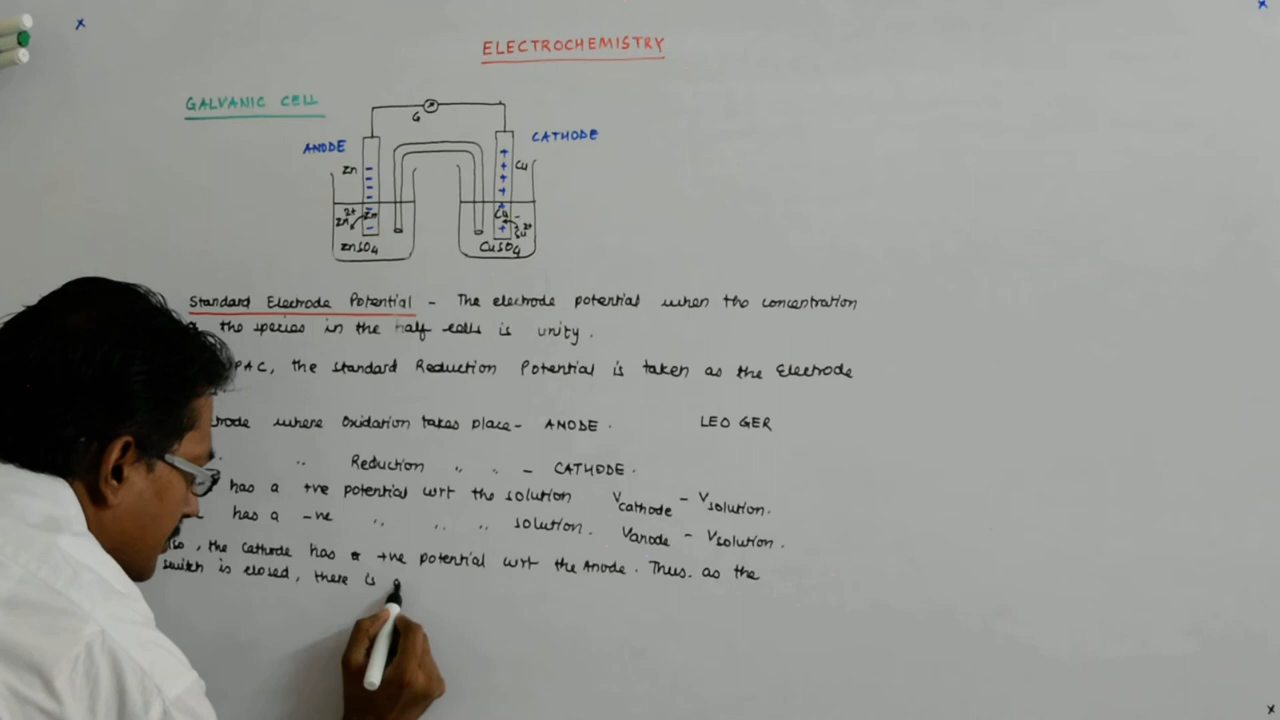 ELECTROCHEMISTRY
GALVANIC CELL
G
ANODE
CATHODE
Zn
Cu
Zn2+
Zn
Cu
Cu2+
ZnSO4
CuSO4
Standard Electrode Potential - The electrode potential when the concentration
the species in the half cells is unity.
PAC, the standard Reduction Potential is taken as the Electrode
rode where Oxidation takes place - ANODE. LEO GER
" Reduction " " - CATHODE.
has a +ve potential wrt the solution Vcathode - Vsolution.
has a -ve " " " solution. Vanode - Vsolution.
so, the cathode has a +ve potential wrt the Anode. Thus. as the
switch is closed, there is a